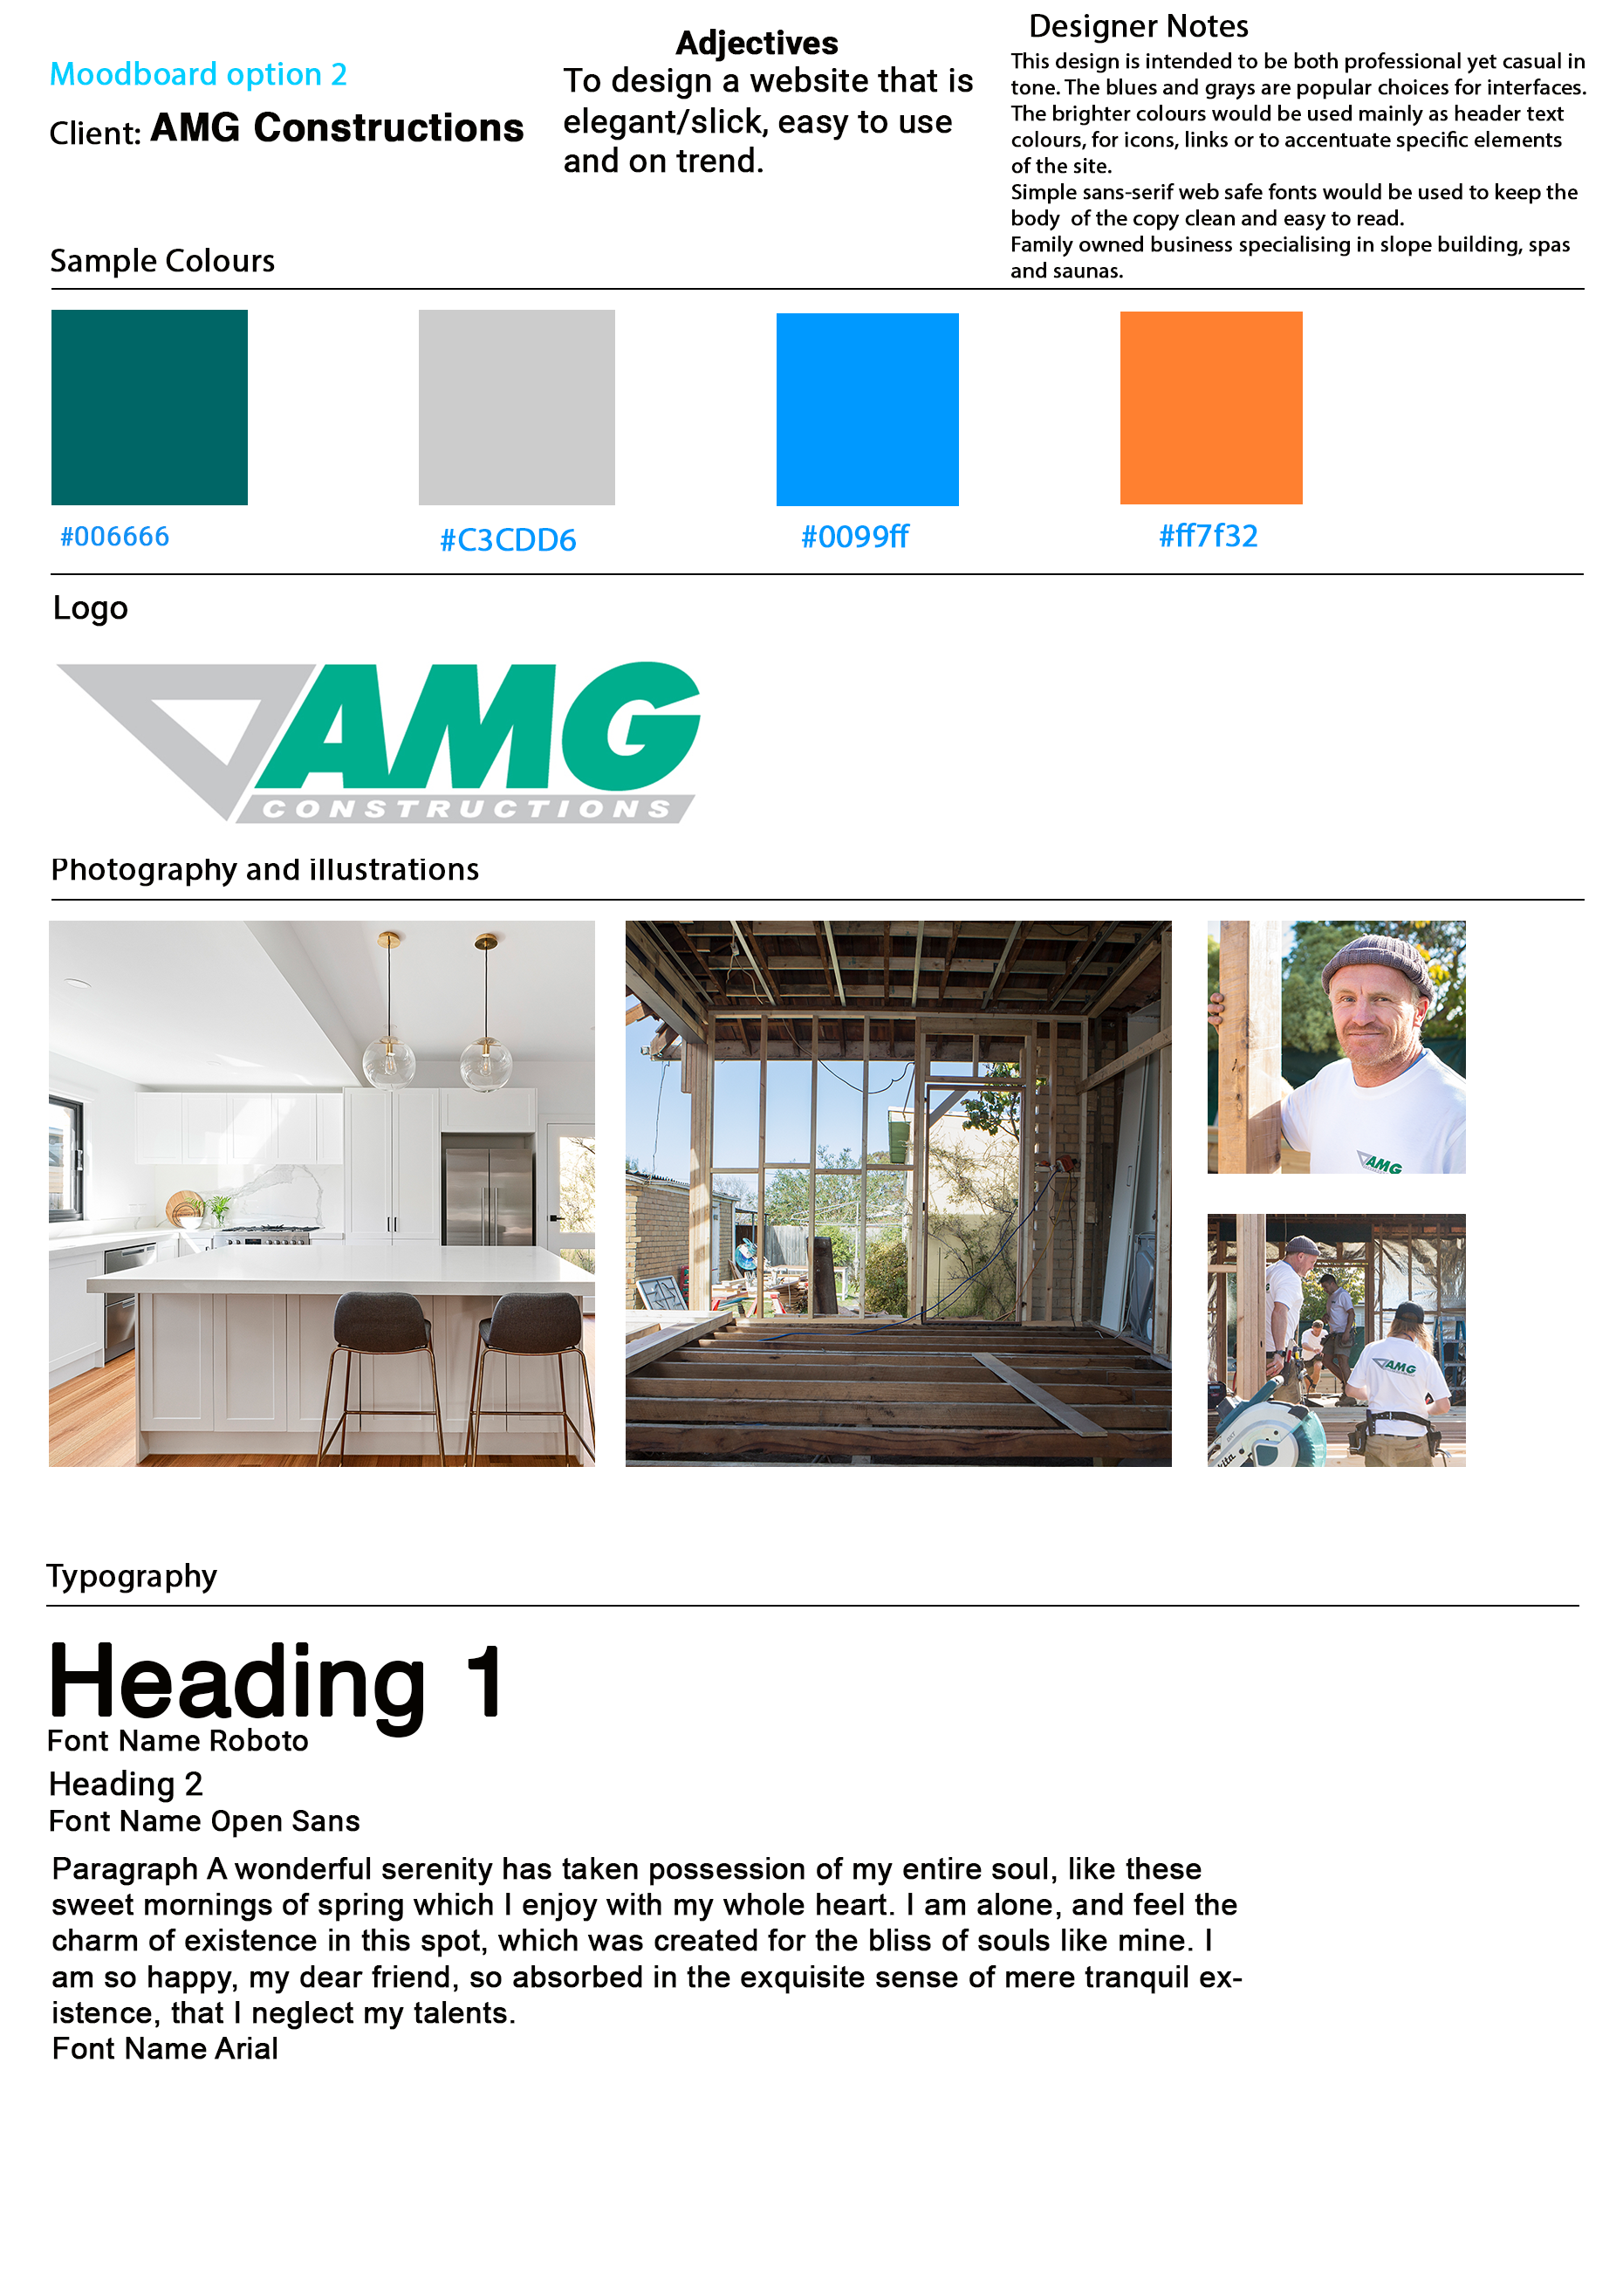 Moodboard option 2
Client: AMG Constructions
Adjectives
To design a website that is
elegant/slick, easy to use
and on trend.
Designer Notes
This design is intended to be both professional yet casual in
tone. The blues and grays are popular choices for interfaces.
The brighter colours would be used mainly as header text
colours, for icons, links or to accentuate specific elements
of the site.
Simple sans-serif web safe fonts would be used to keep the
body of the copy clean and easy to read.
Family owned business specialising in slope building, spas
and saunas.
Sample Colours
#006666
#C3CDD6
#0099ff
#ff7f32
Logo
AMG
CONSTRUCTIONS
Photography and illustrations
AMG
AMG
Typography
Heading 1
Font Name Roboto
Heading 2
Font Name Open Sans
Paragraph A wonderful serenity has taken possession of my entire soul, like these
sweet mornings of spring which I enjoy with my whole heart. I am alone, and feel the
charm of existence in this spot, which was created for the bliss of souls like mine. I
am so happy, my dear friend, so absorbed in the exquisite sense of mere tranquil ex-
istence, that I neglect my talents.
Font Name Arial